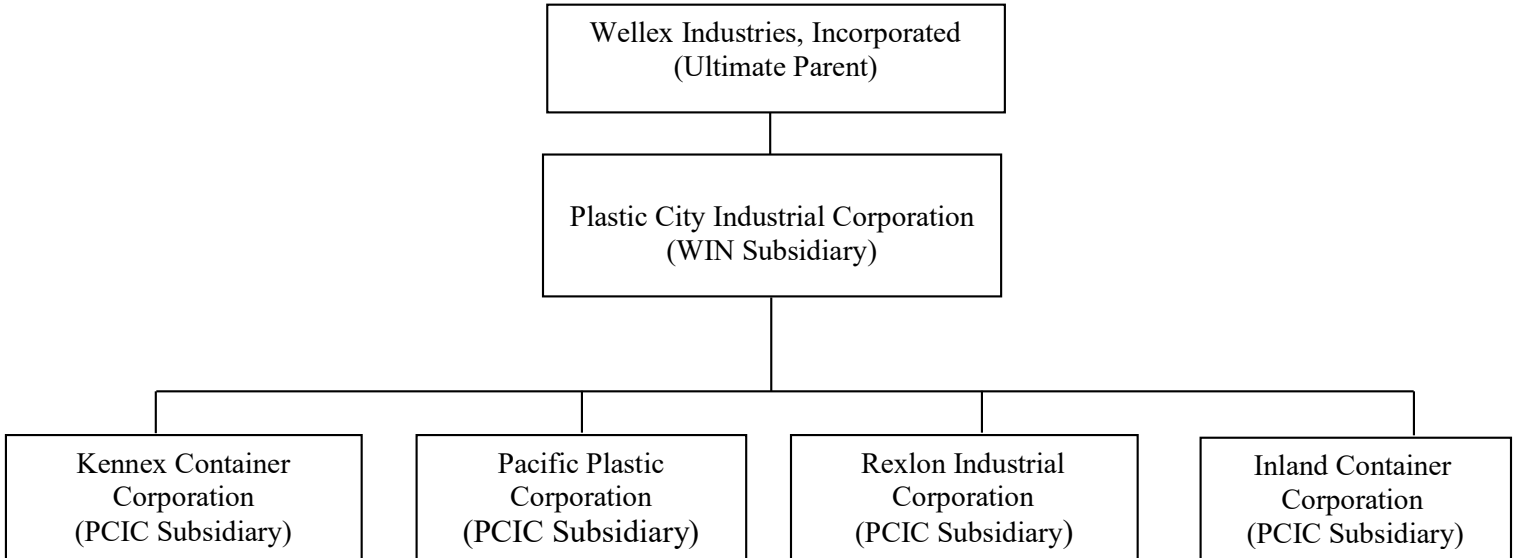 Wellex Industries, Incorporated
(Ultimate Parent)
Plastic City Industrial Corporation
(WIN Subsidiary)
Kennex Container
Corporation
(PCIC Subsidiary)
Pacific Plastic
Corporation
(PCIC Subsidiary)
Rexlon Industrial
Corporation
(PCIC Subsidiary)
Inland Container
Corporation
(PCIC Subsidiary)